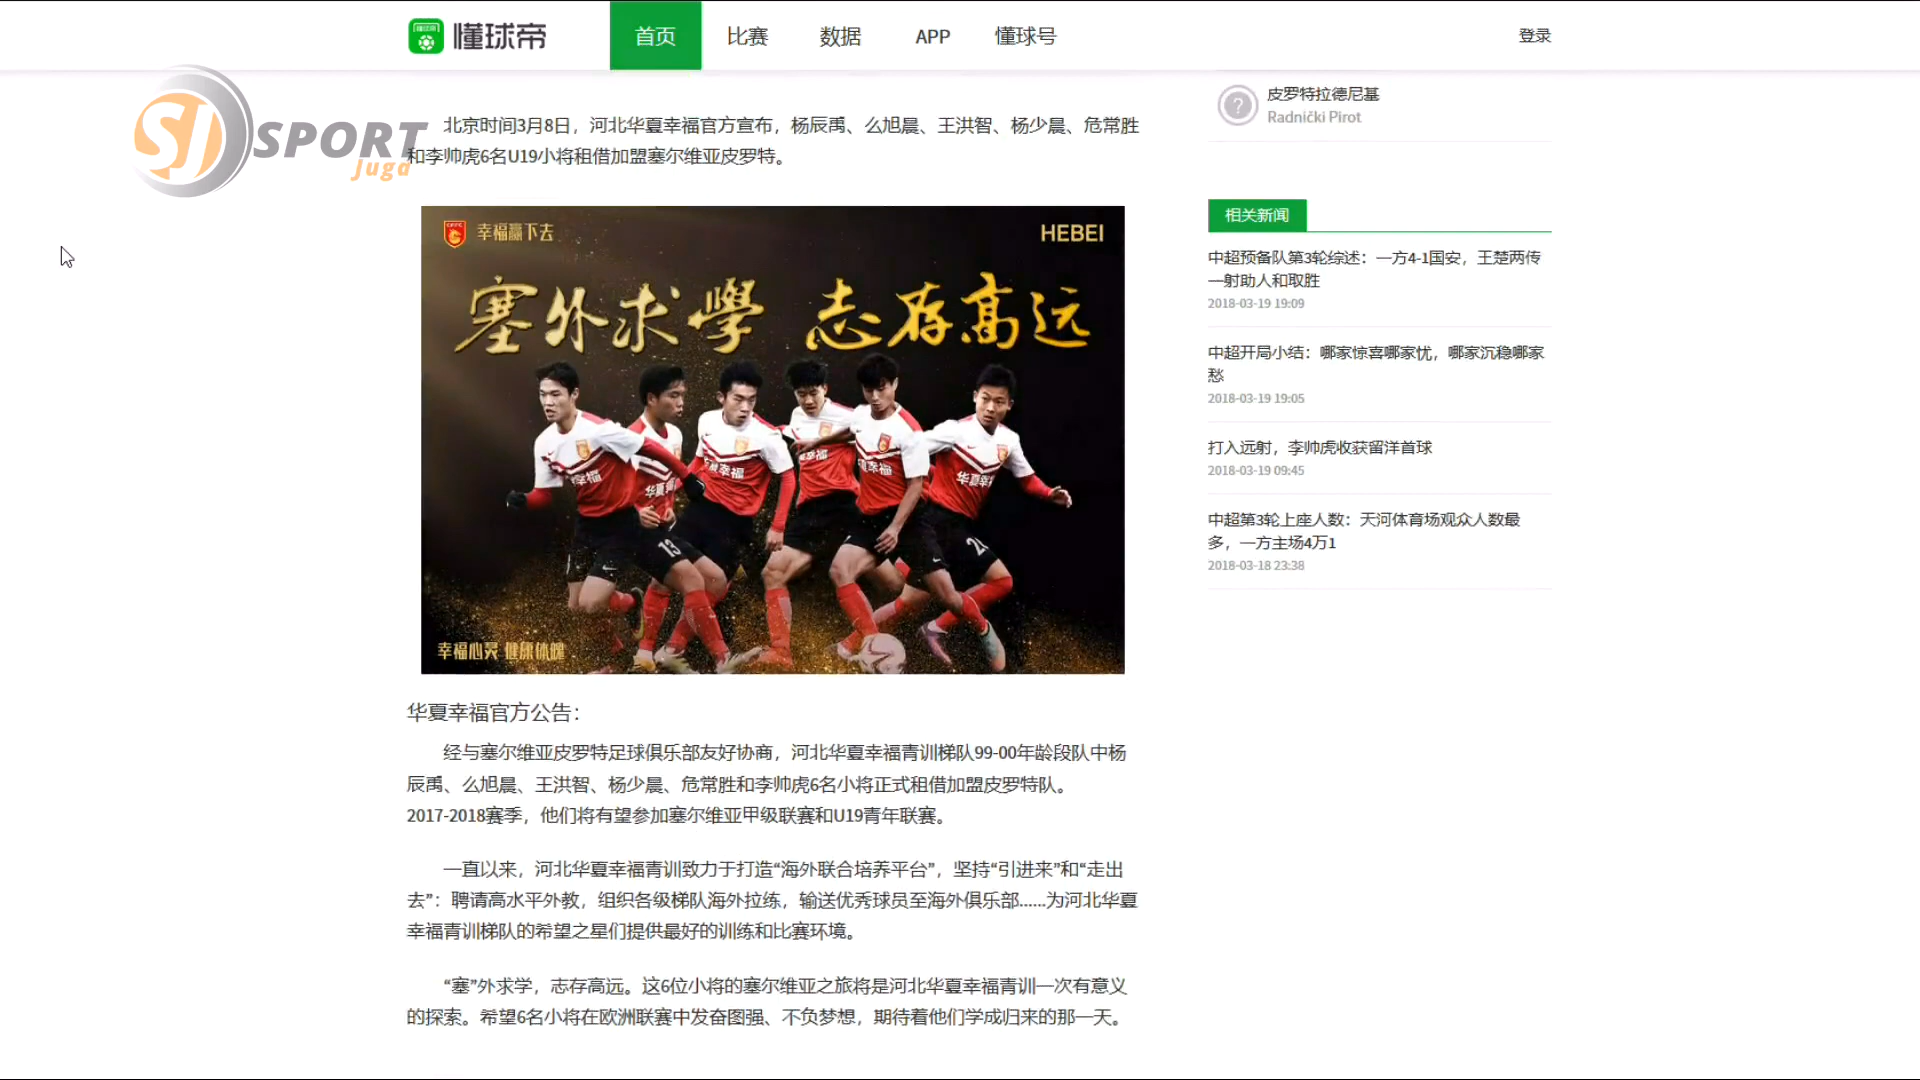 懂球帝
首页 比赛 数据 APP 懂球号
登录
SJ SPORT
Juga
北京时间3月8日，河北华夏幸福官方宣布，杨辰禹、么旭晨、王洪智、杨少晨、危常胜
和李帅虎6名U19小将租借加盟塞尔维亚皮罗特。
幸福赢下去
HEBEI
塞外求學 志存高远
华夏幸福
13
幸福心灵 健康体魄
华夏幸福官方公告：
经与塞尔维亚皮罗特足球俱乐部友好协商，河北华夏幸福青训梯队99-00年龄段队中杨
辰禹、么旭晨、王洪智、杨少晨、危常胜和李帅虎6名小将正式租借加盟皮罗特队。
2017-2018赛季，他们将有望参加塞尔维亚甲级联赛和U19青年联赛。
一直以来，河北华夏幸福青训致力于打造“海外联合培养平台”，坚持“引进来”和“走出
去”：聘请高水平外教，组织各级梯队海外拉练，输送优秀球员至海外俱乐部......为河北华夏
幸福青训梯队的希望之星们提供最好的训练和比赛环境。
“塞”外求学，志存高远。这6位小将的塞尔维亚之旅将是河北华夏幸福青训一次有意义
的探索。希望6名小将在欧洲联赛中发奋图强、不负梦想，期待着他们学成归来的那一天。
皮罗特拉德尼基
Radnički Pirot
相关新闻
中超预备队第3轮综述：一方4-1国安，王楚两传
一射助人和取胜
2018-03-19 19:09
中超开局小结：哪家惊喜哪家忧，哪家沉稳哪家
愁
2018-03-19 19:05
打入远射，李帅虎收获留洋首球
2018-03-19 09:45
中超第3轮上座人数：天河体育场观众人数最
多，一方主场4万1
2018-03-18 23:38